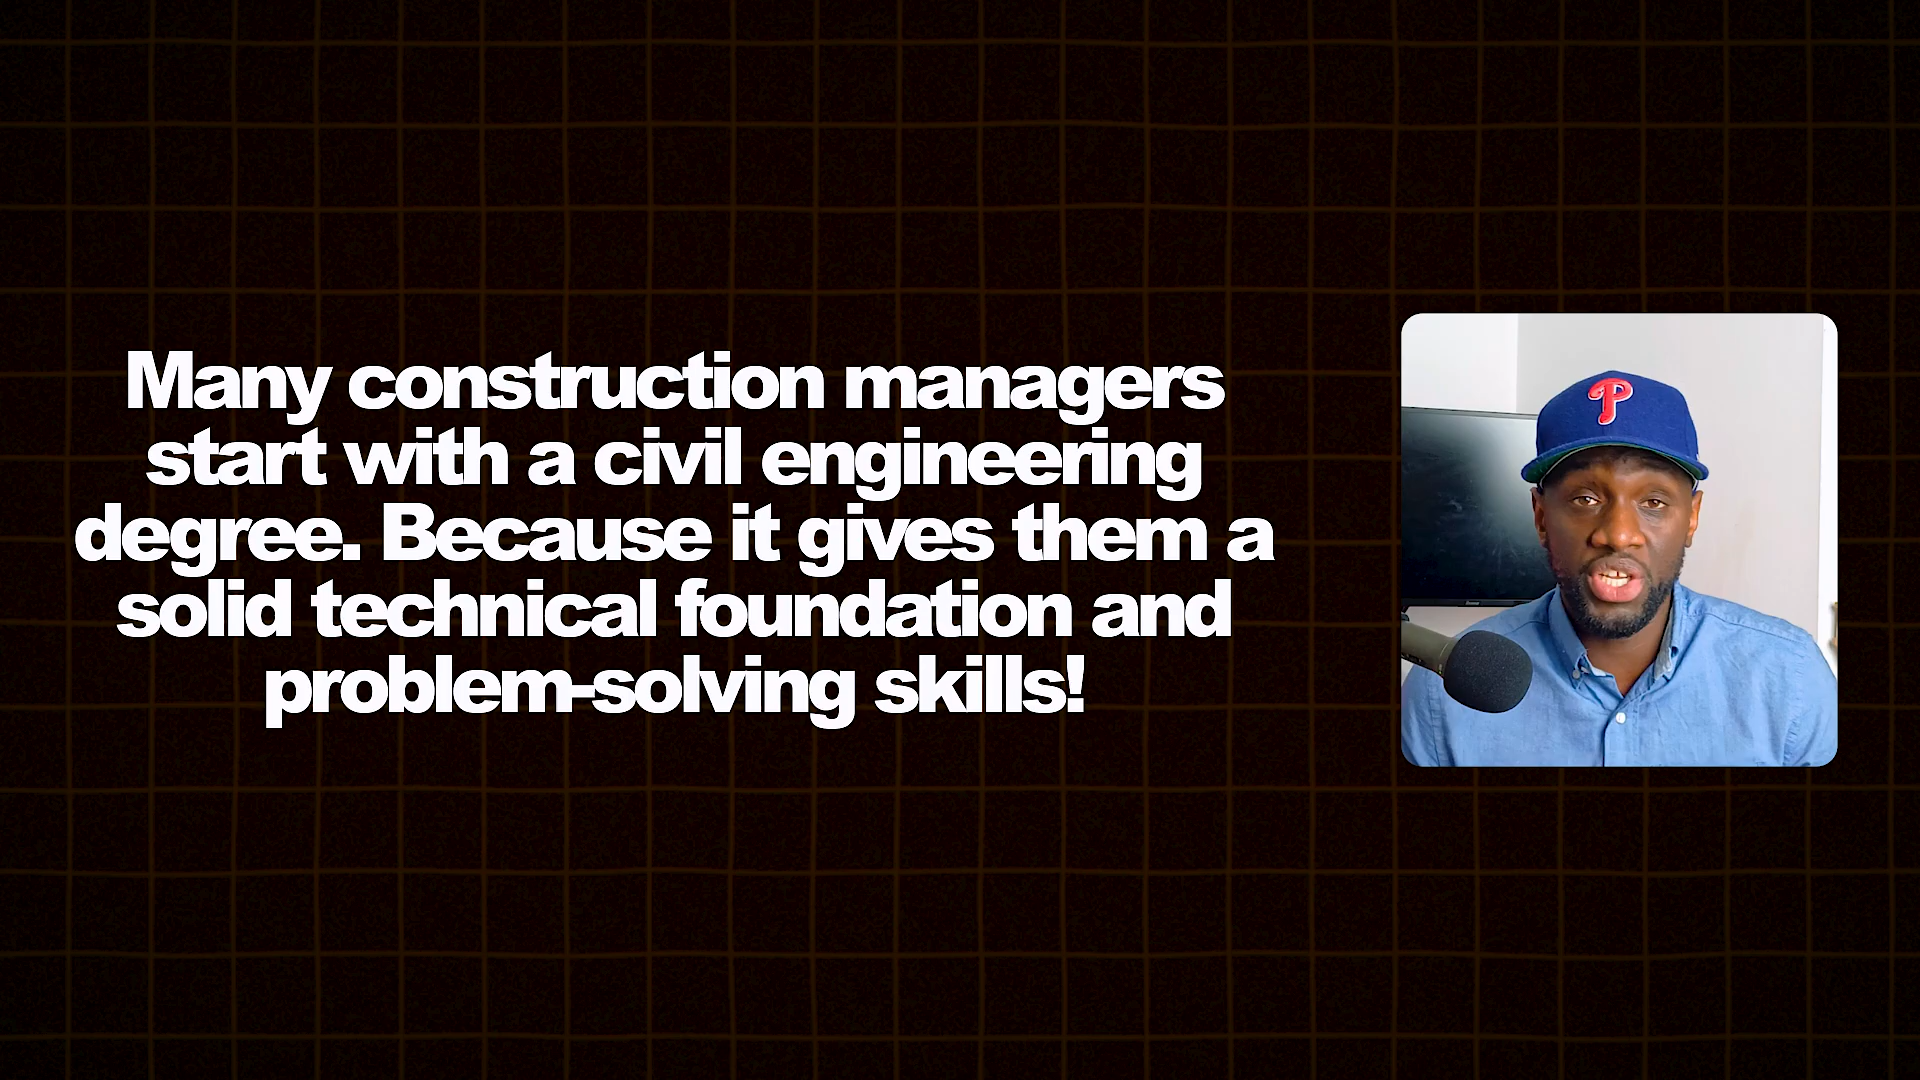 Many construction managers
start with a civil engineering
degree. Because it gives them a
solid technical foundation and
problem-solving skills!
P